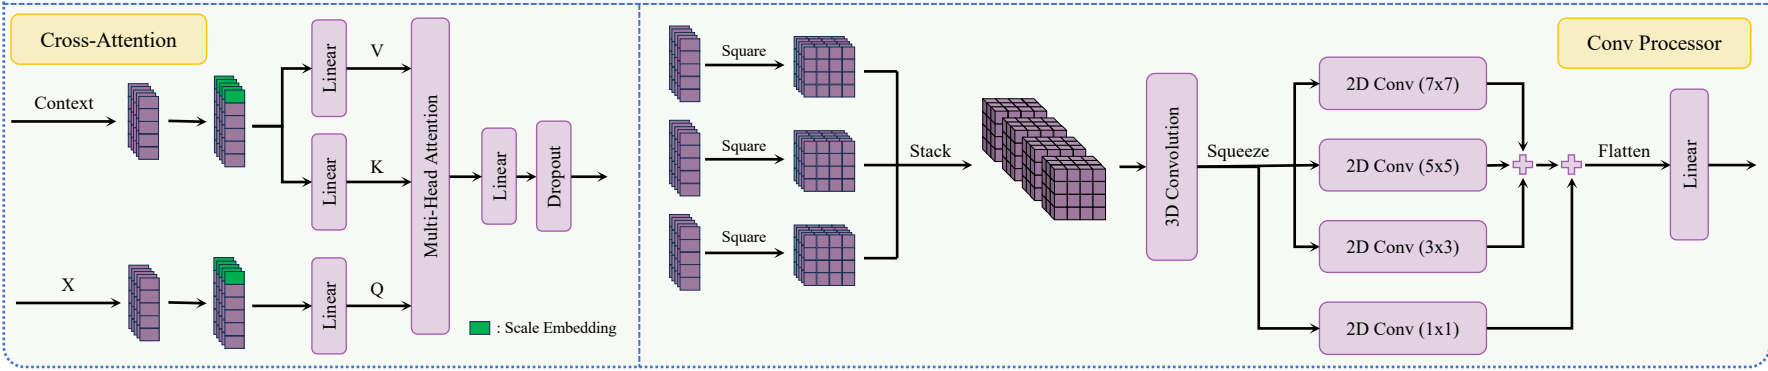 Cross-Attention
Context
Linear
V
Linear
K
X
Linear
Q
Multi-Head Attention
Linear
Dropout
: Scale Embedding
Conv Processor
Square
Square
Square
Stack
3D Convolution
Squeeze
2D Conv (7x7)
2D Conv (5x5)
2D Conv (3x3)
2D Conv (1x1)
Flatten
Linear